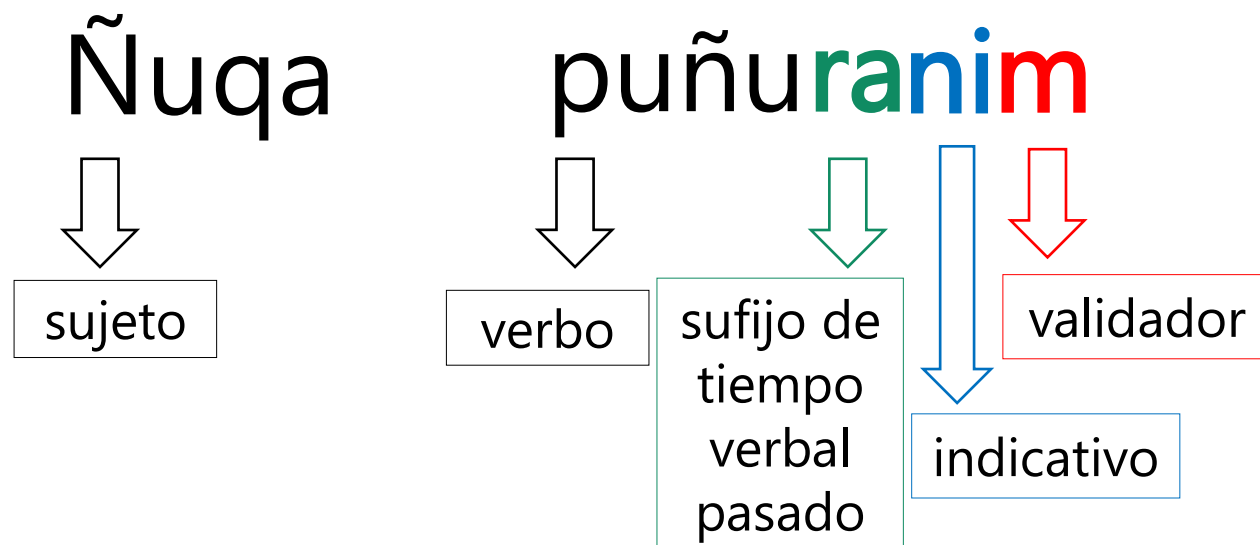 Ñuqa puñuranim
sujeto
verbo
sufijo de
tiempo
verbal
pasado
indicativo
validador